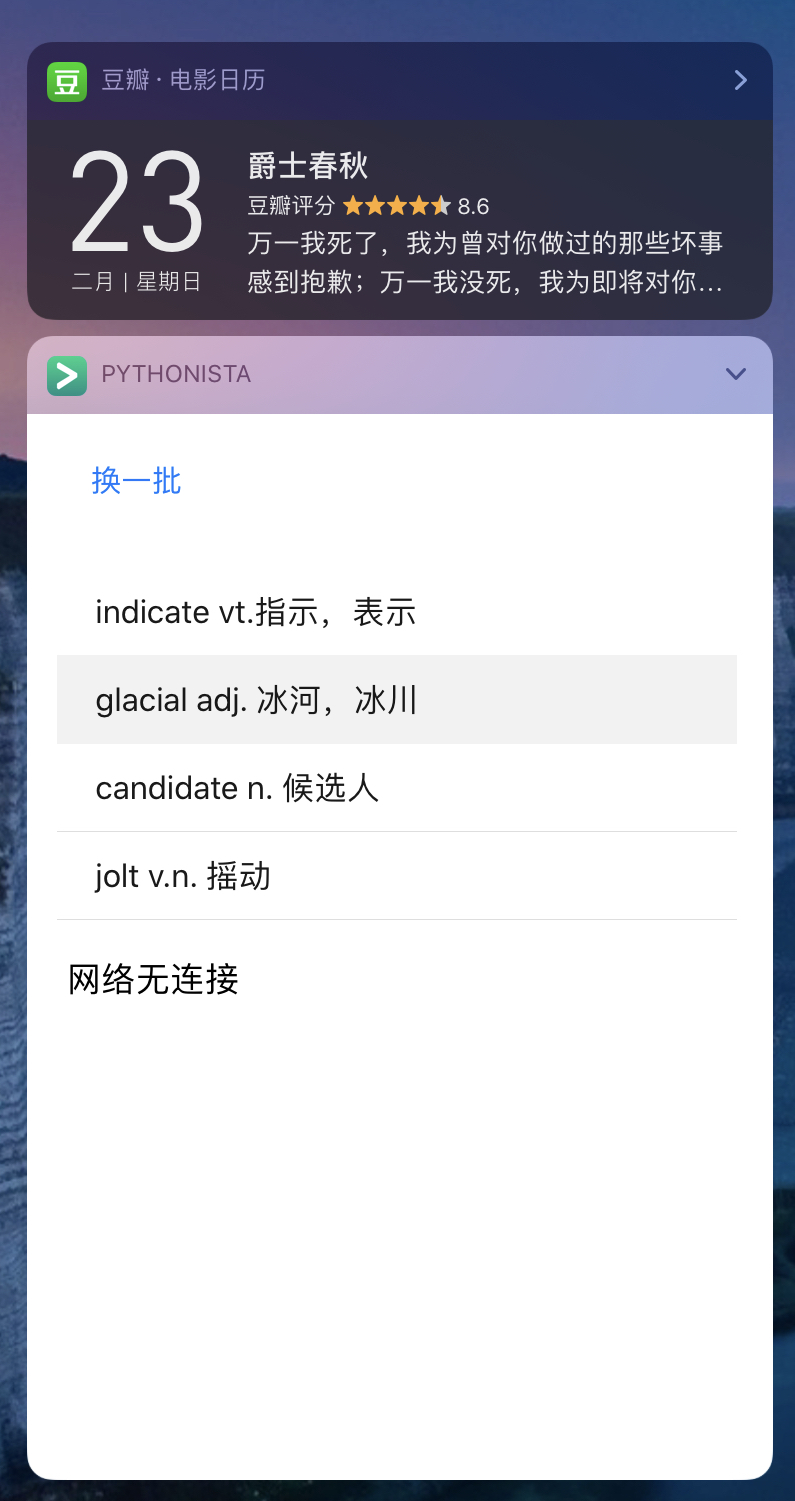 豆
豆瓣 · 电影日历
23
二月 | 星期日
爵士春秋
豆瓣评分 8.6
万一我死了，我为曾对你做过的那些坏事
感到抱歉；万一我没死，我为即将对你…
PYTHONISTA
换一批
indicate vt.指示，表示
glacial adj. 冰河，冰川
candidate n. 候选人
jolt v.n. 摇动
网络无连接